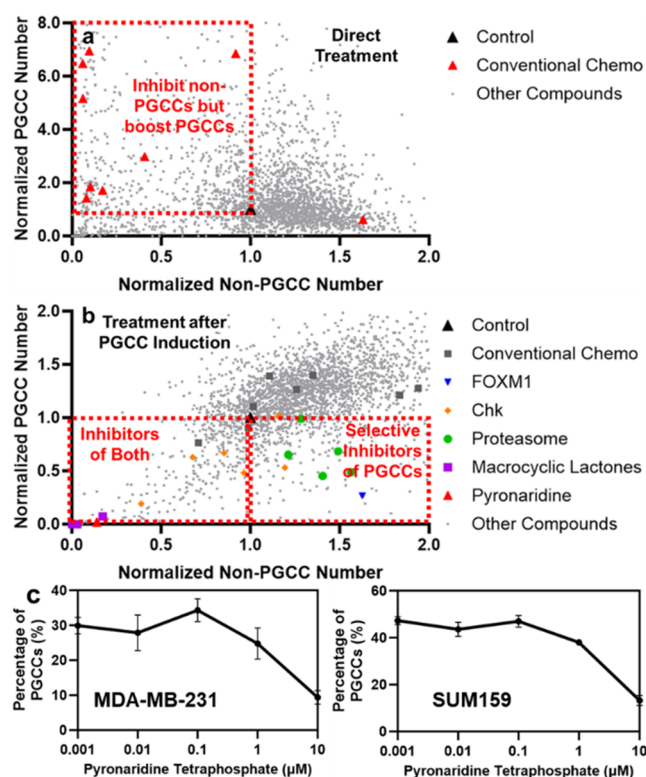 a
Direct
Treatment
Inhibit non-
PGCCs but
boost PGCCs
Normalized PGCC Number
8.0
6.0
4.0
2.0
0.0
0.0 0.5 1.0 1.5 2.0
Normalized Non-PGCC Number
Control
Conventional Chemo
Other Compounds
b
Treatment after
PGCC Induction
Inhibitors
of Both
Selective
Inhibitors
of PGCCs
Normalized PGCC Number
2.0
1.5
1.0
0.5
0.0
0.0 0.5 1.0 1.5 2.0
Normalized Non-PGCC Number
Control
Conventional Chemo
FOXM1
Chk
Proteasome
Macrocyclic Lactones
Pyronaridine
Other Compounds
c
Percentage of
PGCCs (%)
40
30
20
10
0
MDA-MB-231
0.001 0.01 0.1 1 10
Pyronaridine Tetraphosphate (μM)
Percentage of
PGCCs (%)
60
40
20
0
SUM159
0.001 0.01 0.1 1 10
Pyronaridine Tetraphosphate (μM)